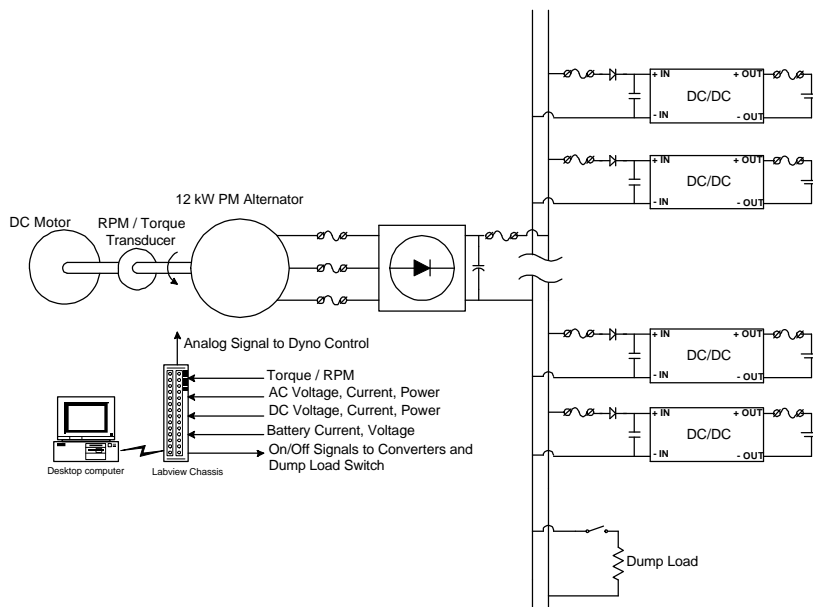 + IN
+ OUT
DC/DC
- IN
- OUT
+ IN
+ OUT
DC/DC
- IN
- OUT
12 kW PM Alternator
DC Motor
RPM / Torque
Transducer
Analog Signal to Dyno Control
Torque / RPM
AC Voltage, Current, Power
DC Voltage, Current, Power
Battery Current, Voltage
On/Off Signals to Converters and
Dump Load Switch
Desktop computer
Labview Chassis
+ IN
+ OUT
DC/DC
- IN
- OUT
+ IN
+ OUT
DC/DC
- IN
- OUT
Dump Load